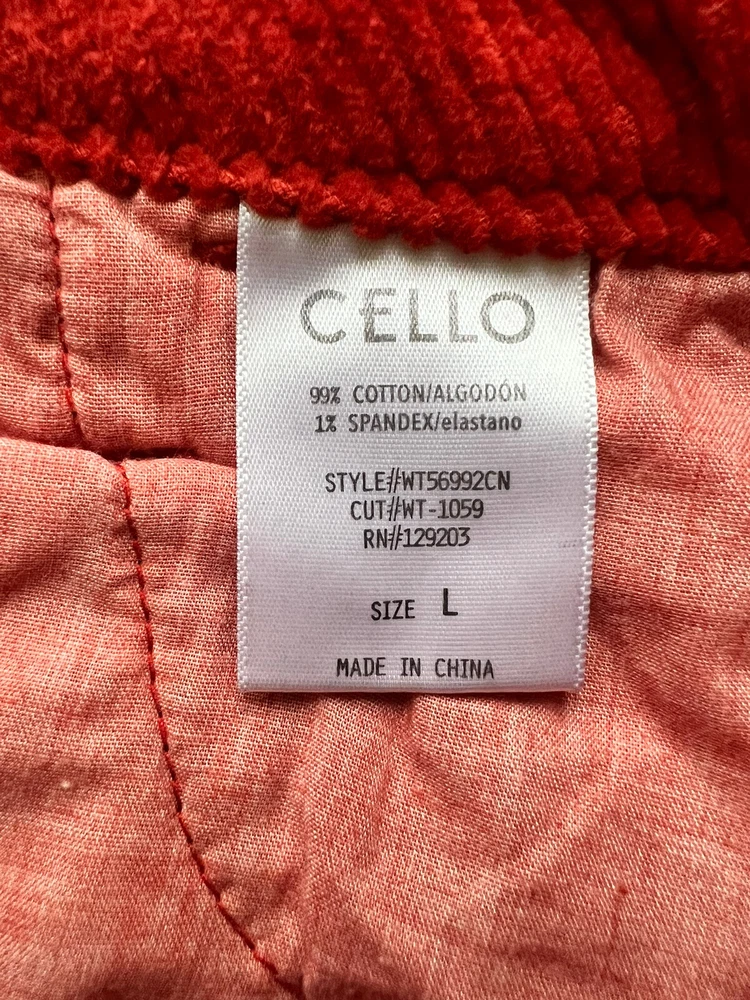 CELLO
99% COTTON/ALGODÓN
1% SPANDEX/elastano
STYLE#WT56992CN
CUT#WT-1059
RN#129203
SIZE L
MADE IN CHINA